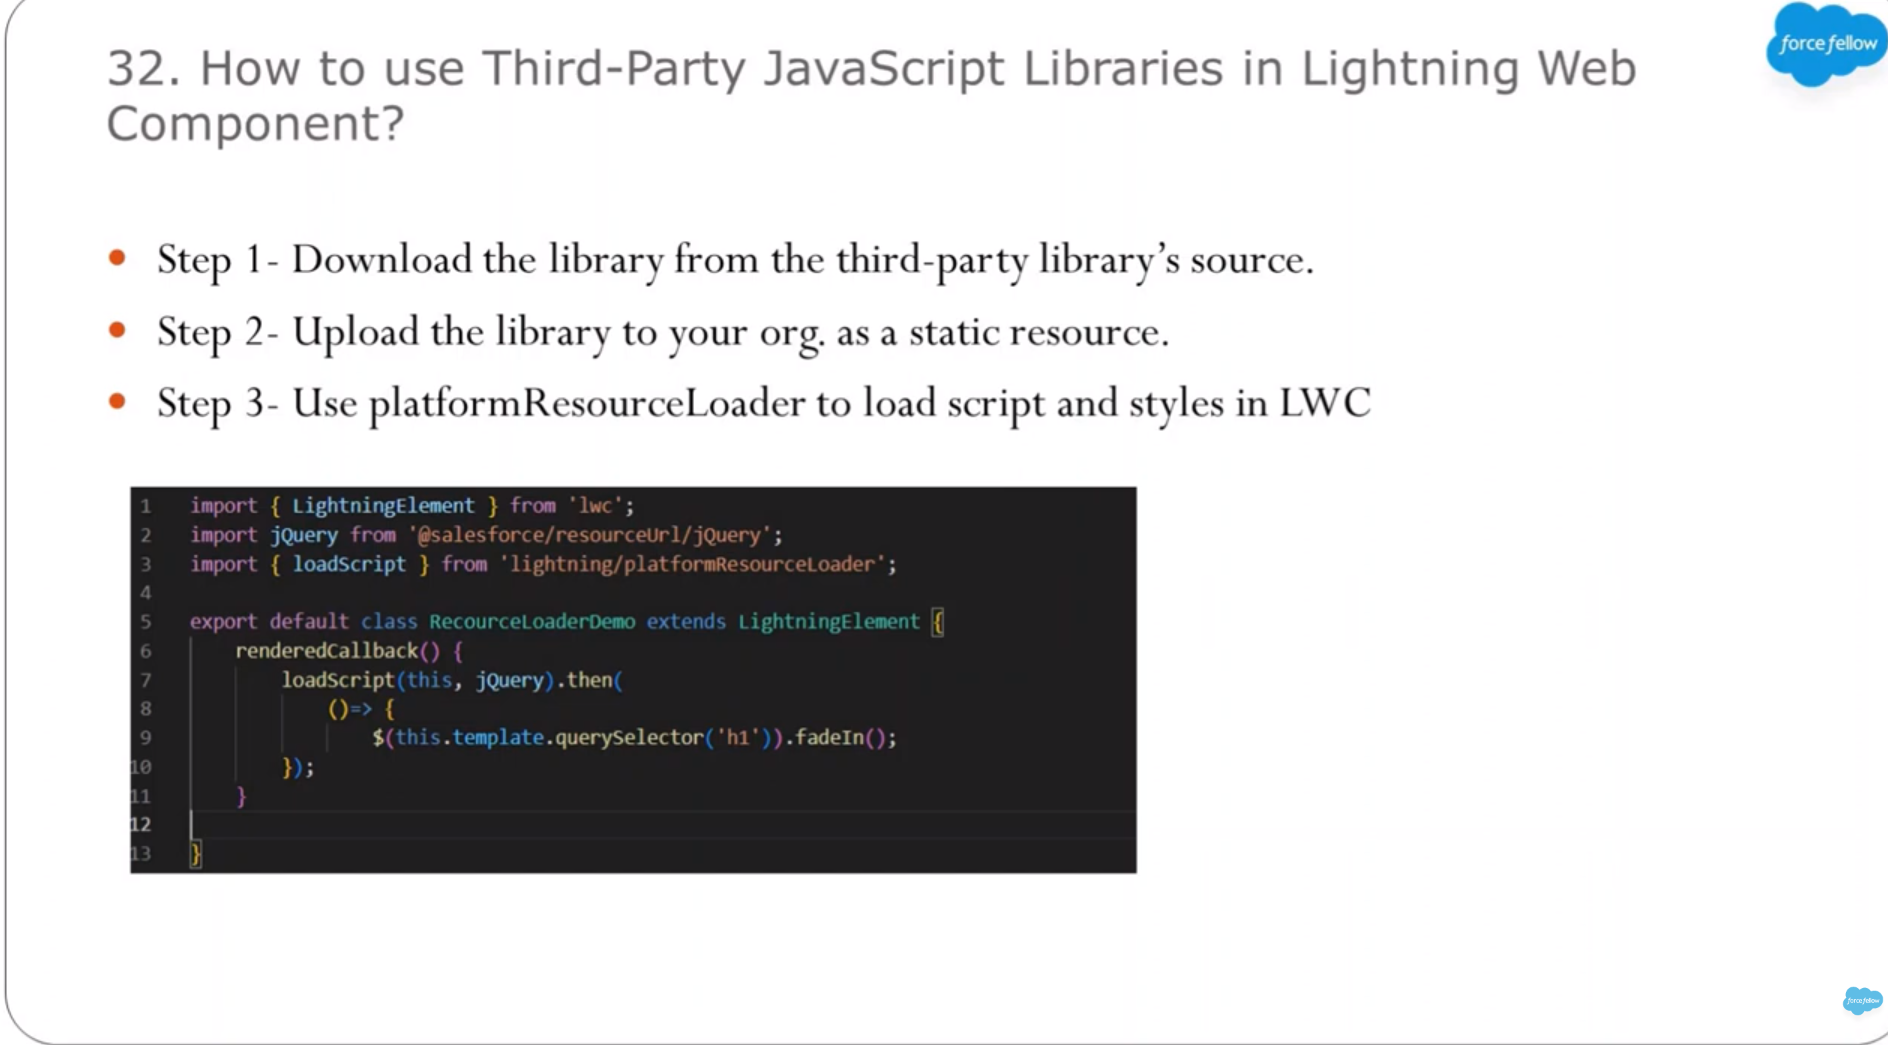 32. How to use Third-Party JavaScript Libraries in Lightning Web
Component?
forcefellow
• Step 1- Download the library from the third-party library’s source.
• Step 2- Upload the library to your org. as a static resource.
• Step 3- Use platformResourceLoader to load script and styles in LWC
1 import { LightningElement } from 'lwc';
2 import jQuery from '@salesforce/resourceUrl/jQuery';
3 import { loadScript } from 'lightning/platformResourceLoader';
4
5 export default class RecourceLoaderDemo extends LightningElement {
6 renderedCallback() {
7 loadScript(this, jQuery).then(
8 ()=> {
9 $(this.template.querySelector('h1')).fadeIn();
10 });
11 }
12
13 }
forcefellow